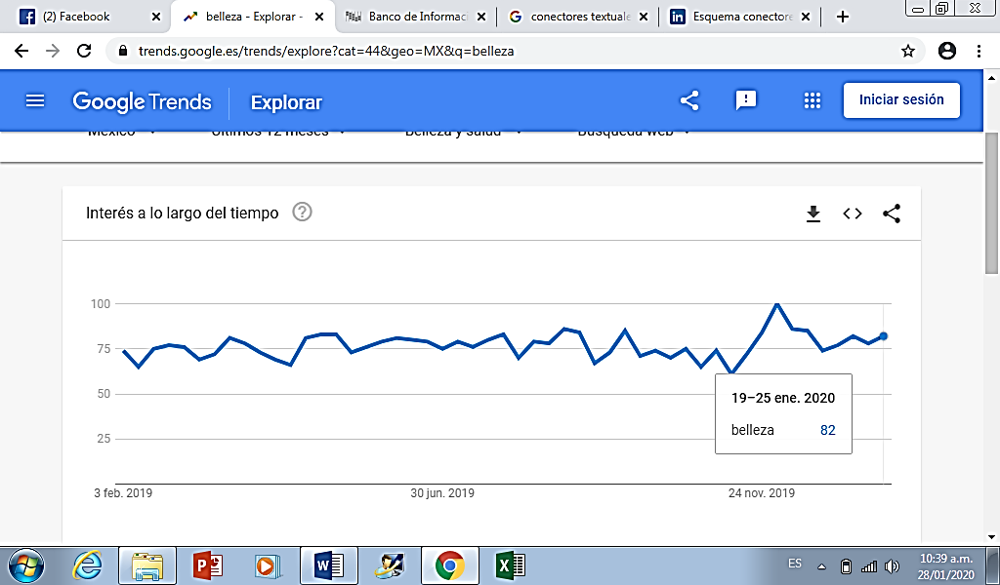 (2) Facebook
belleza - Explorar -
Banco de Informaci
conectores textuale
Esquema conectore
trends.google.es/trends/explore?cat=44&geo=MX&q=belleza
Google Trends
Explorar
Iniciar sesión
México
Últimos 12 meses
Belleza y salud
Búsqueda web
Interés a lo largo del tiempo
100
75
50
25
19–25 ene. 2020
belleza 82
3 feb. 2019
30 jun. 2019
24 nov. 2019
ES
10:39 a.m.
28/01/2020